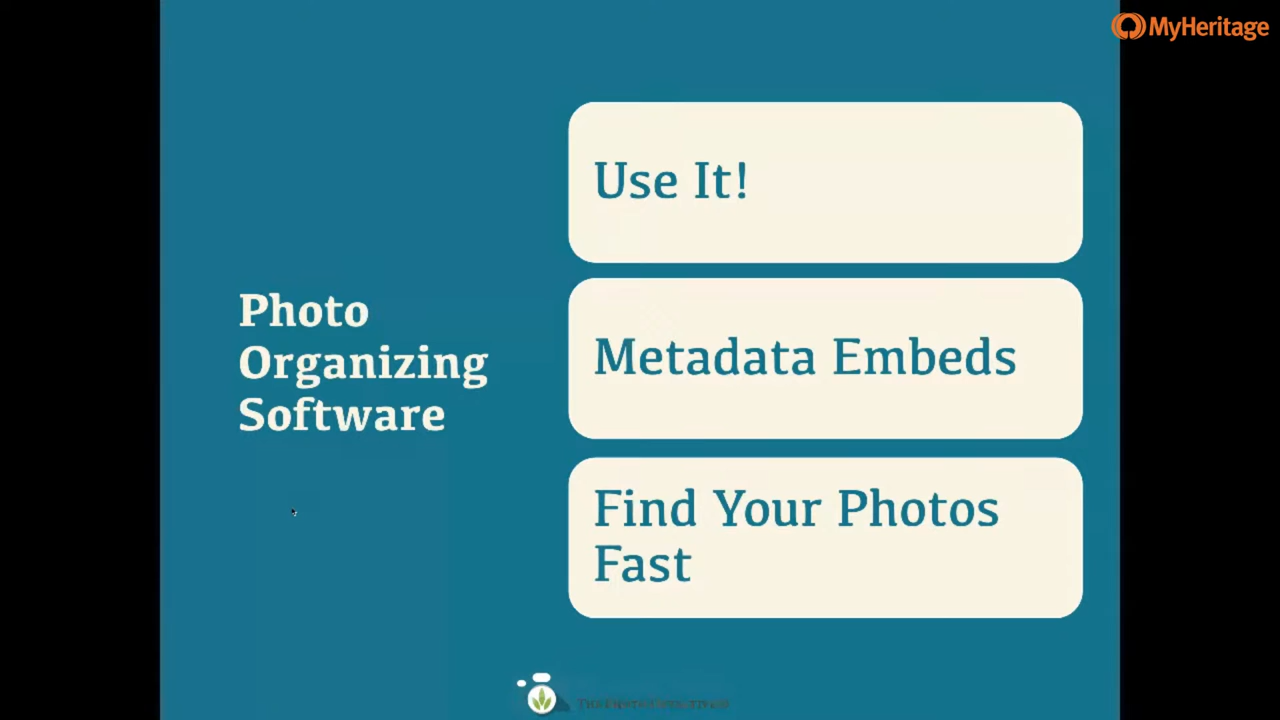 MyHeritage
Photo
Organizing
Software
Use It!
Metadata Embeds
Find Your Photos
Fast